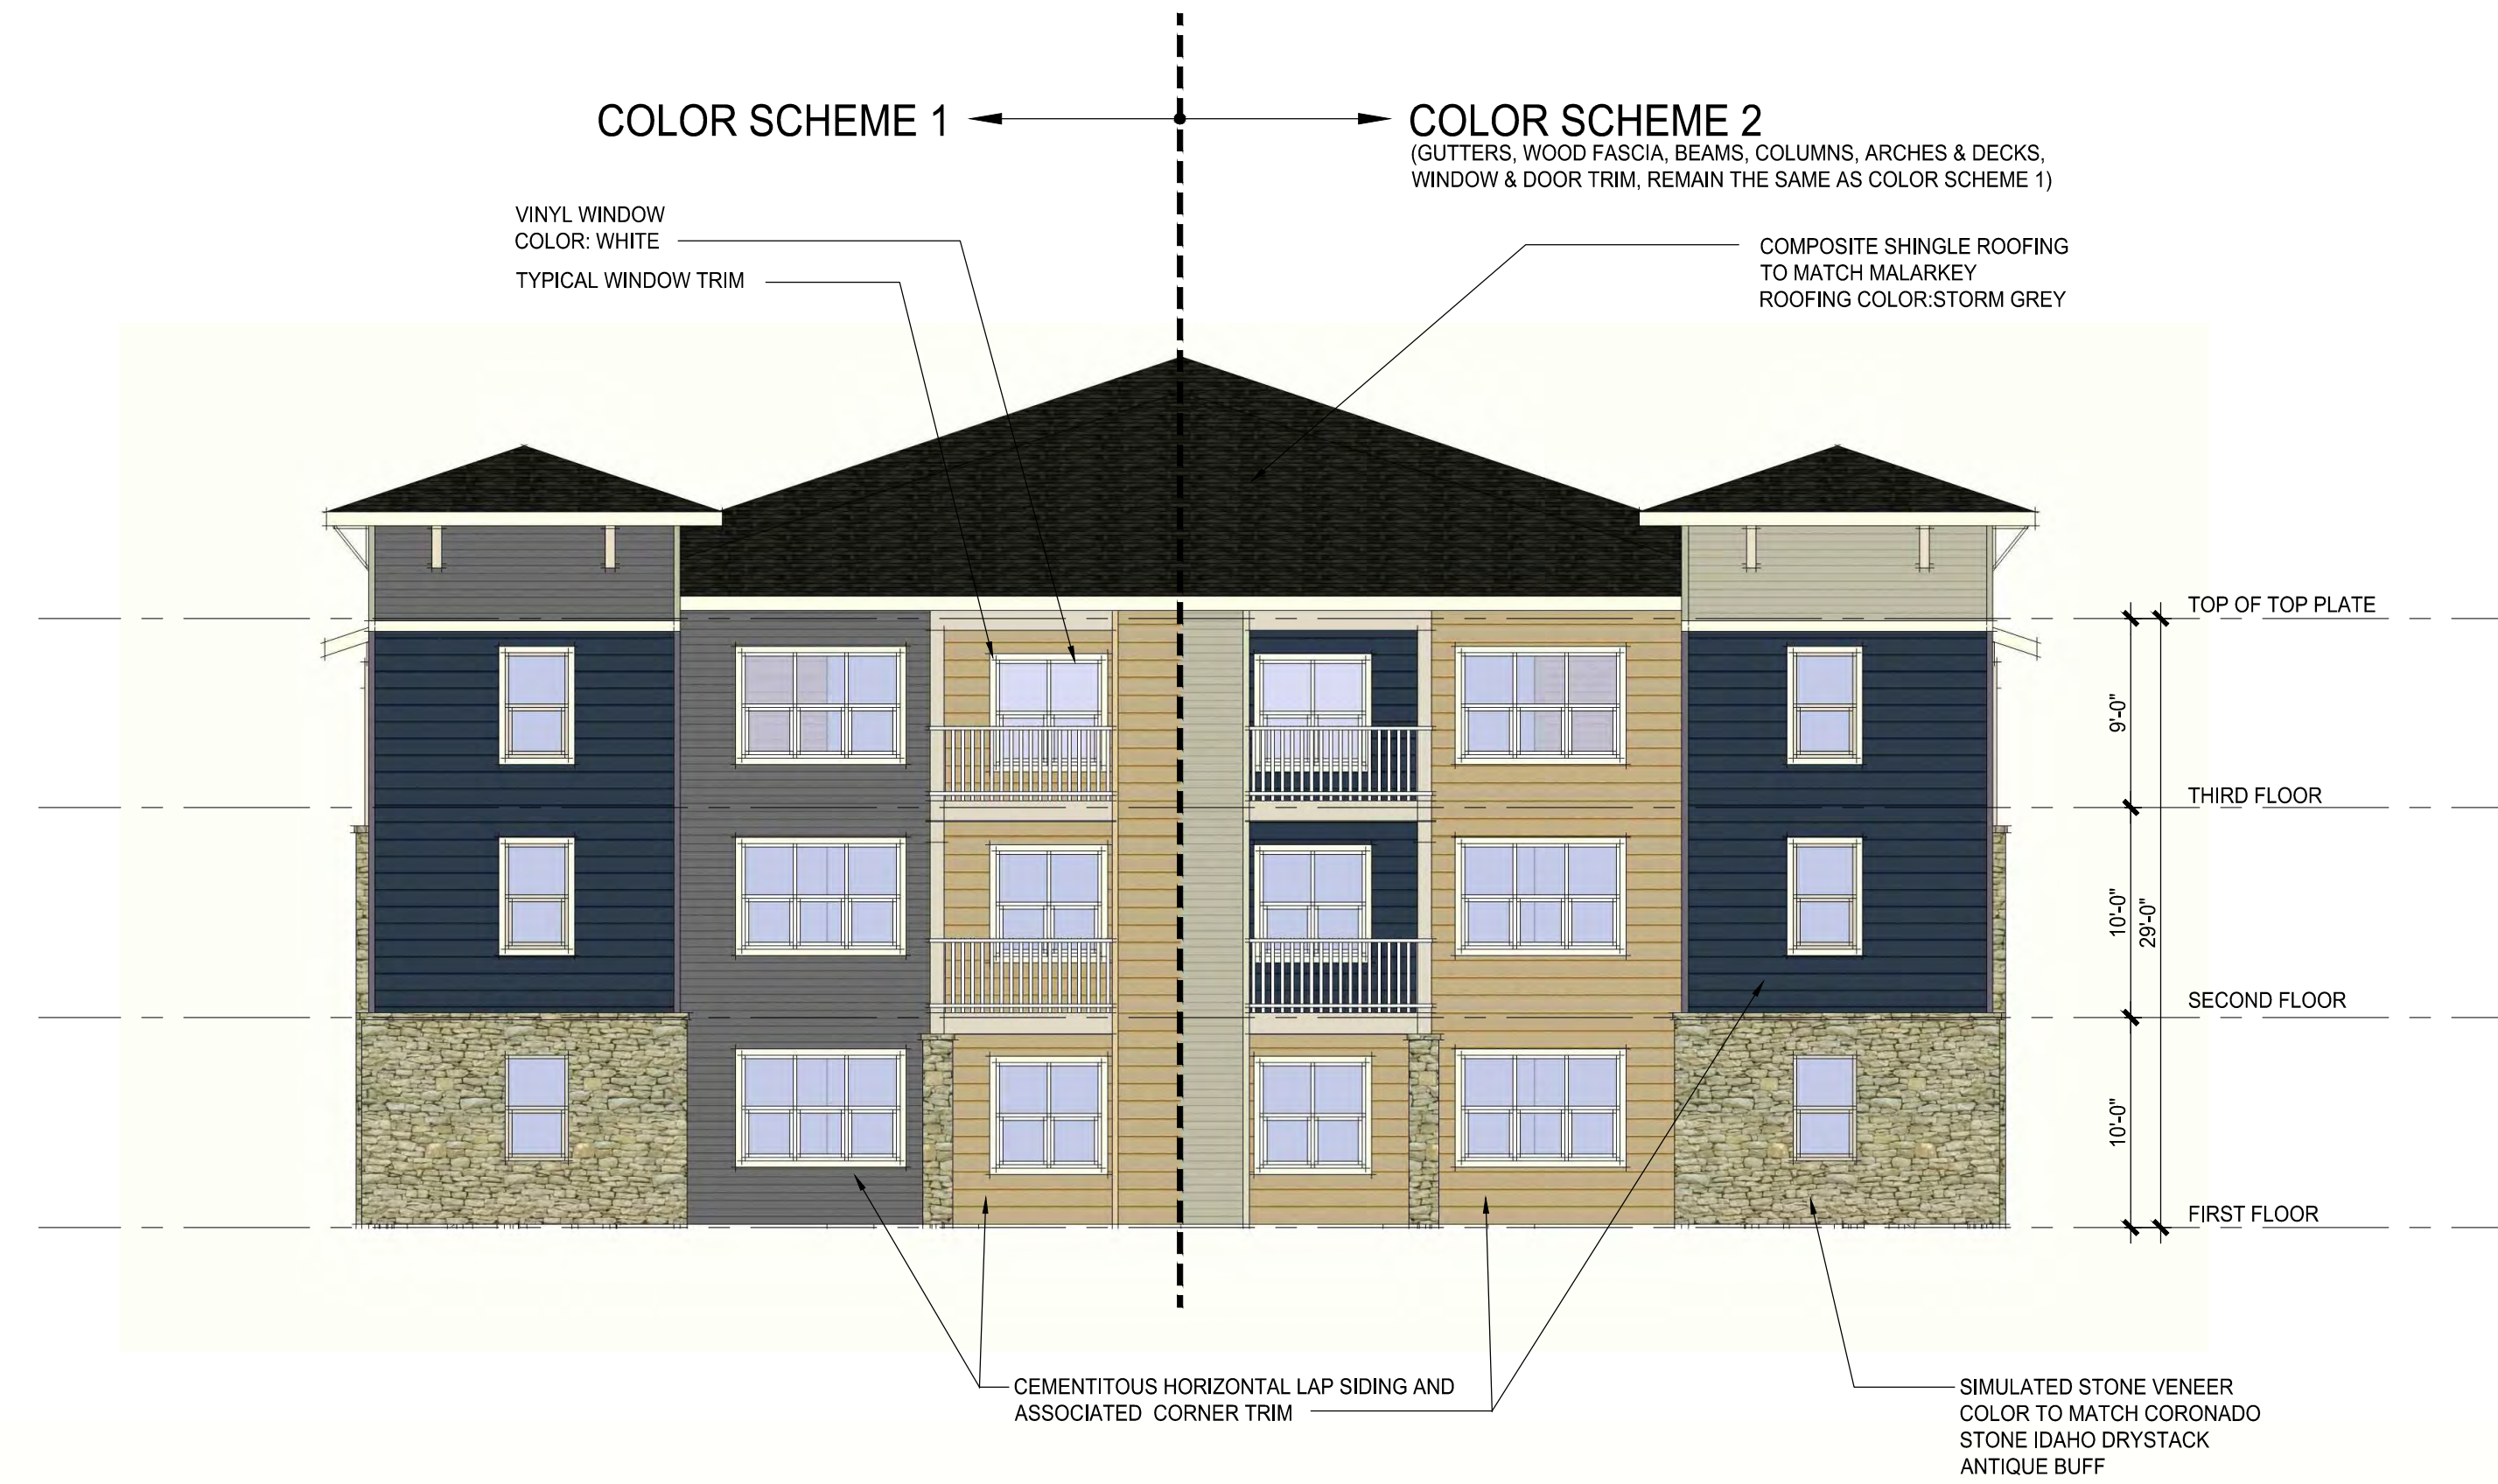 COLOR SCHEME 1
COLOR SCHEME 2
(GUTTERS, WOOD FASCIA, BEAMS, COLUMNS, ARCHES & DECKS,
WINDOW & DOOR TRIM, REMAIN THE SAME AS COLOR SCHEME 1)
VINYL WINDOW
COLOR: WHITE
TYPICAL WINDOW TRIM
COMPOSITE SHINGLE ROOFING
TO MATCH MALARKEY
ROOFING COLOR:STORM GREY
TOP OF TOP PLATE
9'-0"
THIRD FLOOR
10'-0"
29'-0"
SECOND FLOOR
10'-0"
FIRST FLOOR
CEMENTITOUS HORIZONTAL LAP SIDING AND
ASSOCIATED CORNER TRIM
SIMULATED STONE VENEER
COLOR TO MATCH CORONADO
STONE IDAHO DRYSTACK
ANTIQUE BUFF